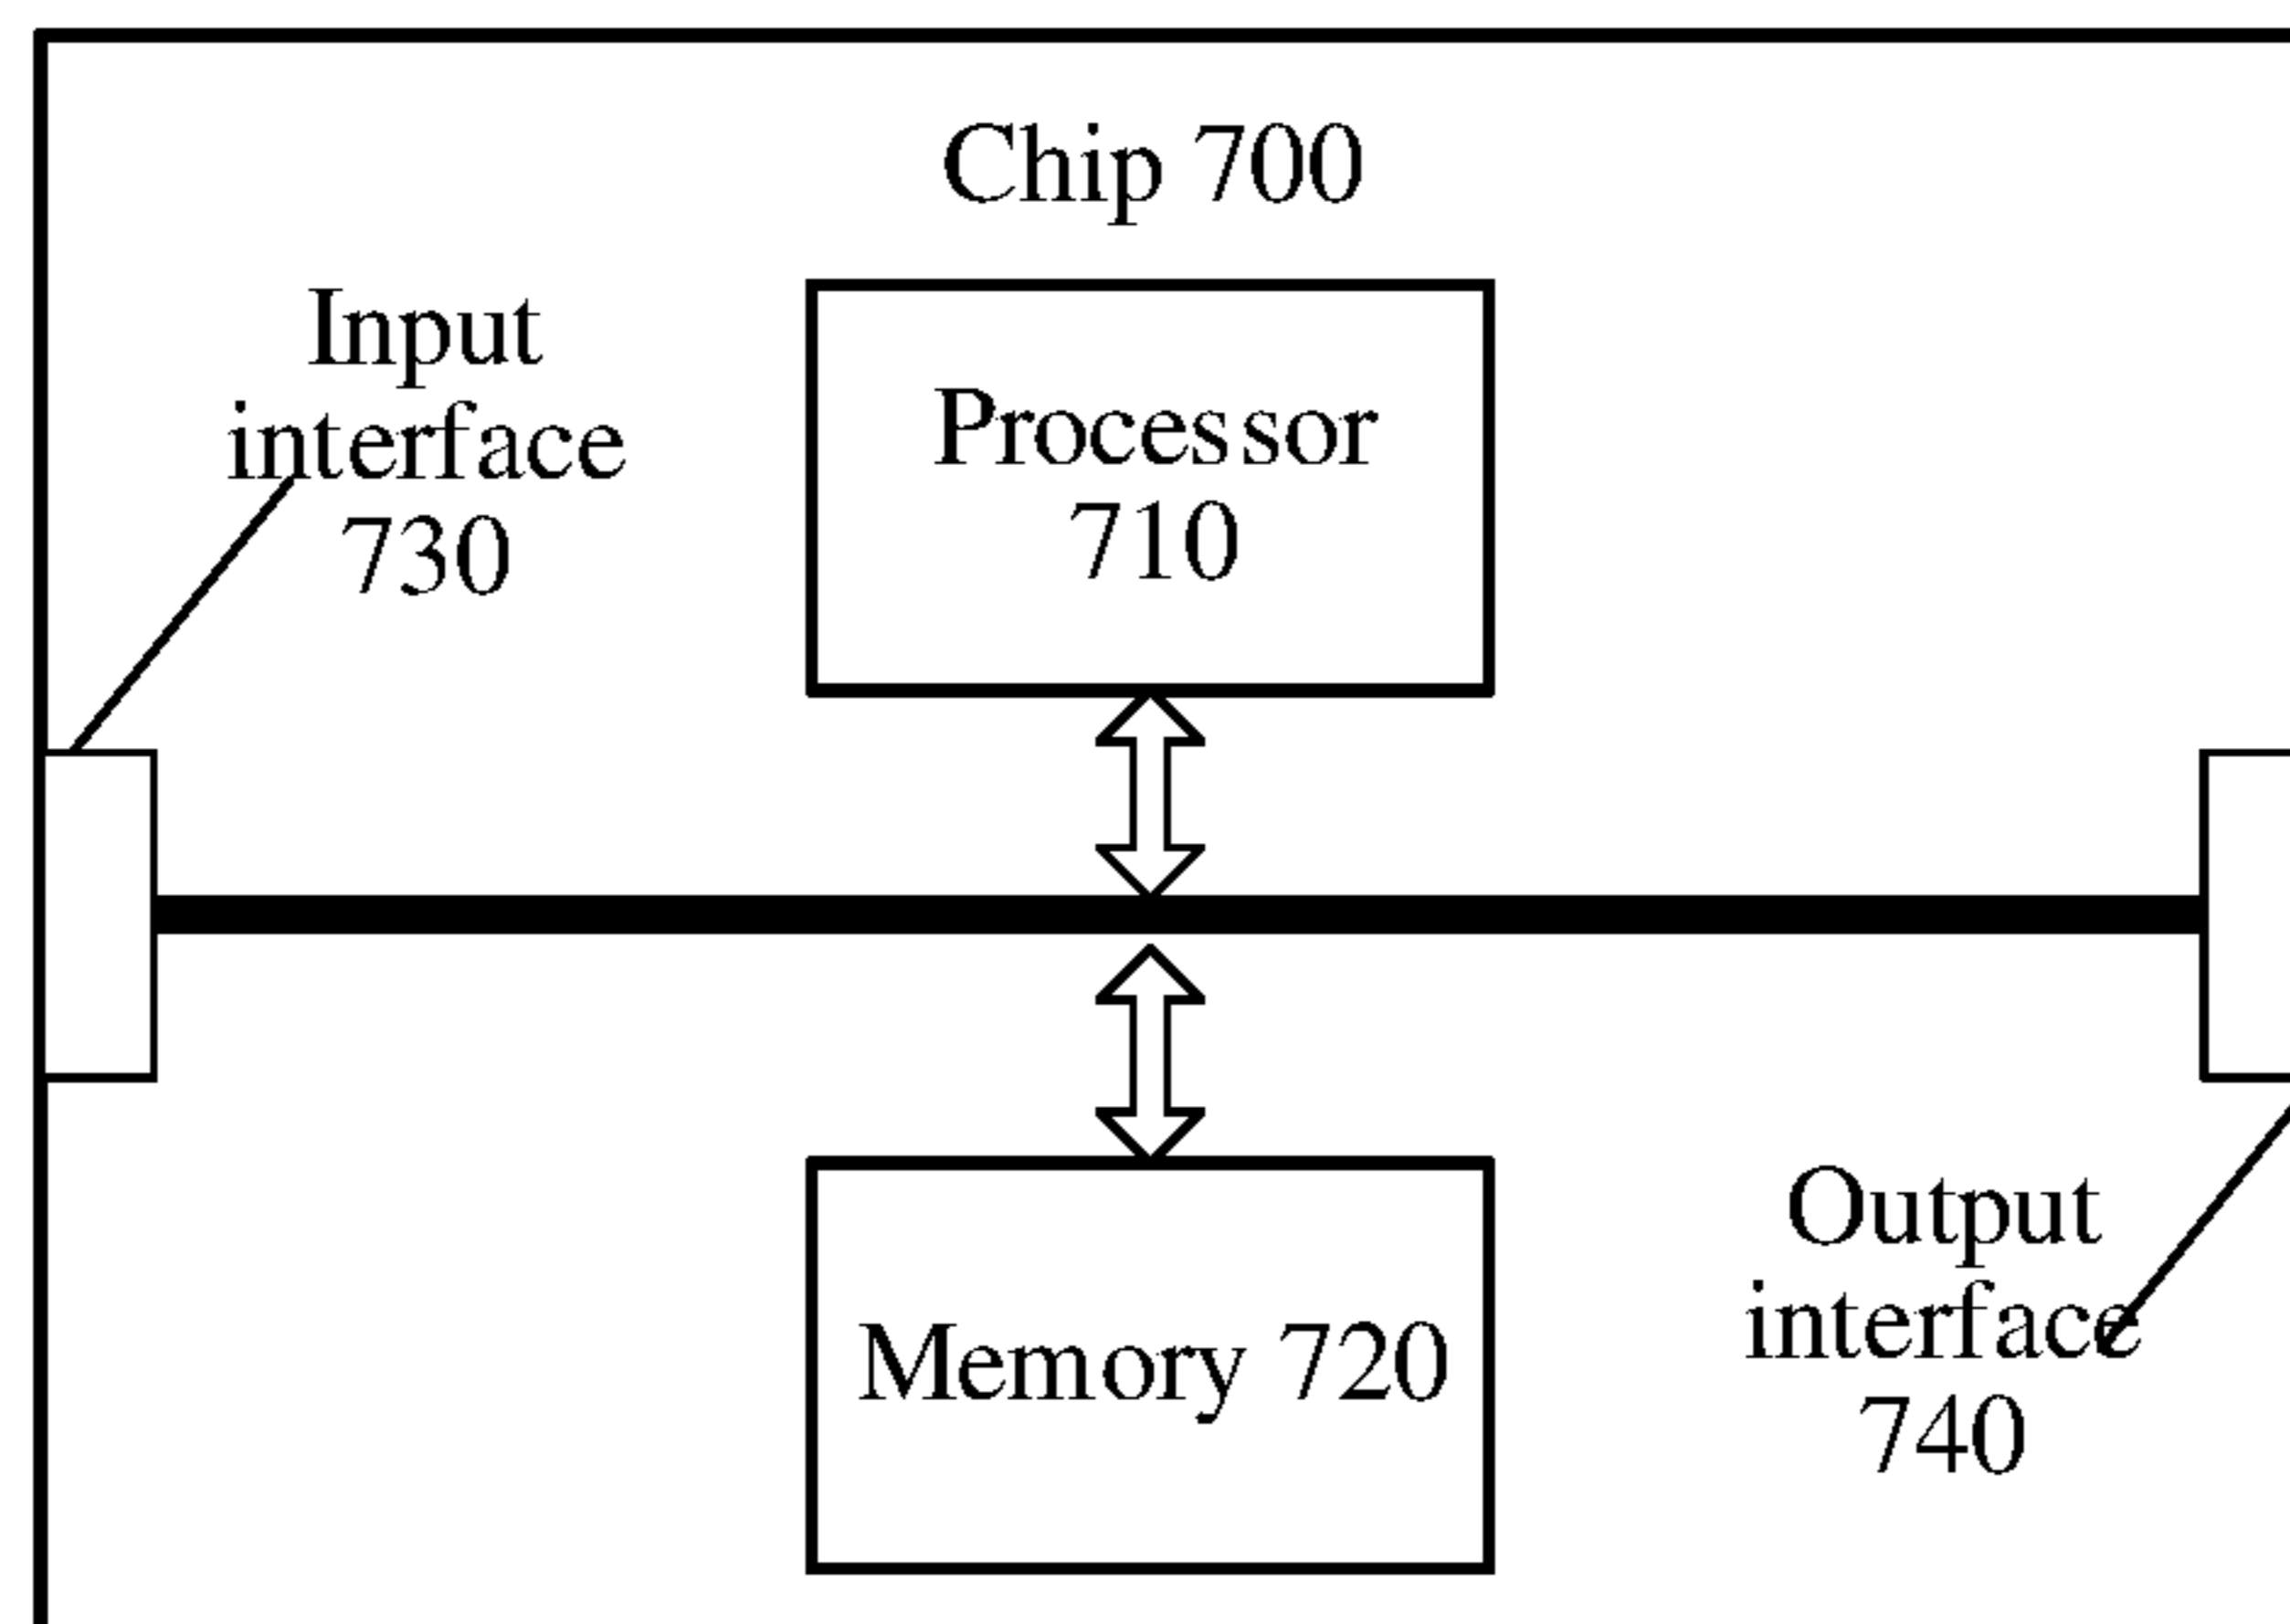 Chip 700
Input
interface
730
Processor
710
Memory 720
Output
interface
740